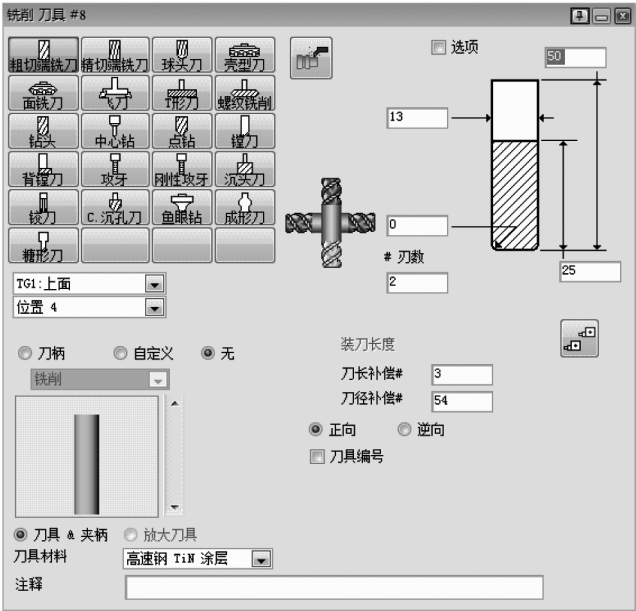 铣削 刀具 #8
粗切端铣刀 精切端铣刀 球头刀 壳型刀
面铣刀 飞刀 T形刀 螺纹铣削
钻头 中心钻 点钻 镗刀
背镗刀 攻牙 刚性攻牙 沉头刀
铰刀 C.沉孔刀 鱼眼钻 成形刀
糖形刀
选项
50
13
0
# 刃数
2
25
TG1:上面
位置 4
刀柄 自定义 无
铣削
装刀长度
刀长补偿# 3
刀径补偿# 54
正向 逆向
刀具编号
刀具 & 夹柄 放大刀具
刀具材料 高速钢 TiN 涂层
注释